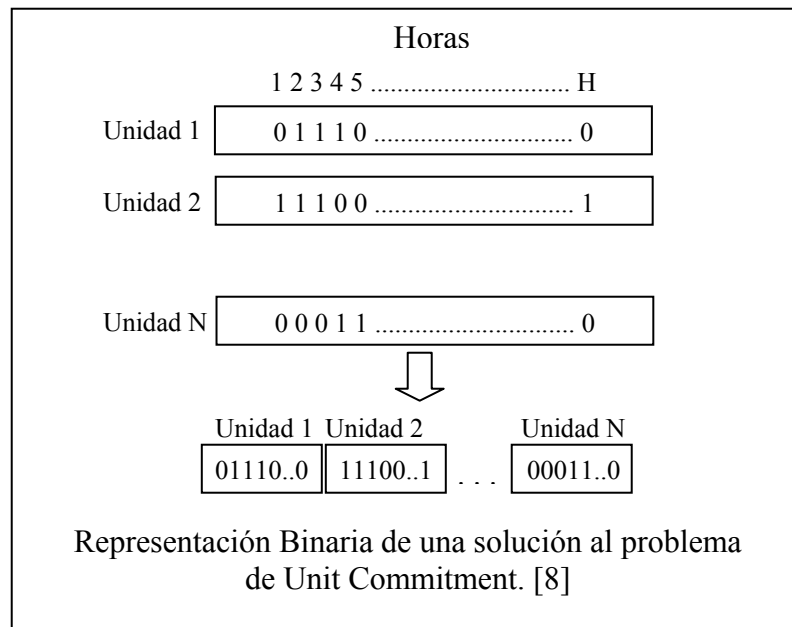 Horas
1 2 3 4 5 .............................. H
Unidad 1 0 1 1 1 0 .............................. 0
Unidad 2 1 1 1 0 0 .............................. 1
Unidad N 0 0 0 1 1 .............................. 0
Unidad 1 Unidad 2 Unidad N
01110..0 11100..1 . . . 00011..0
Representación Binaria de una solución al problema
de Unit Commitment. [8]